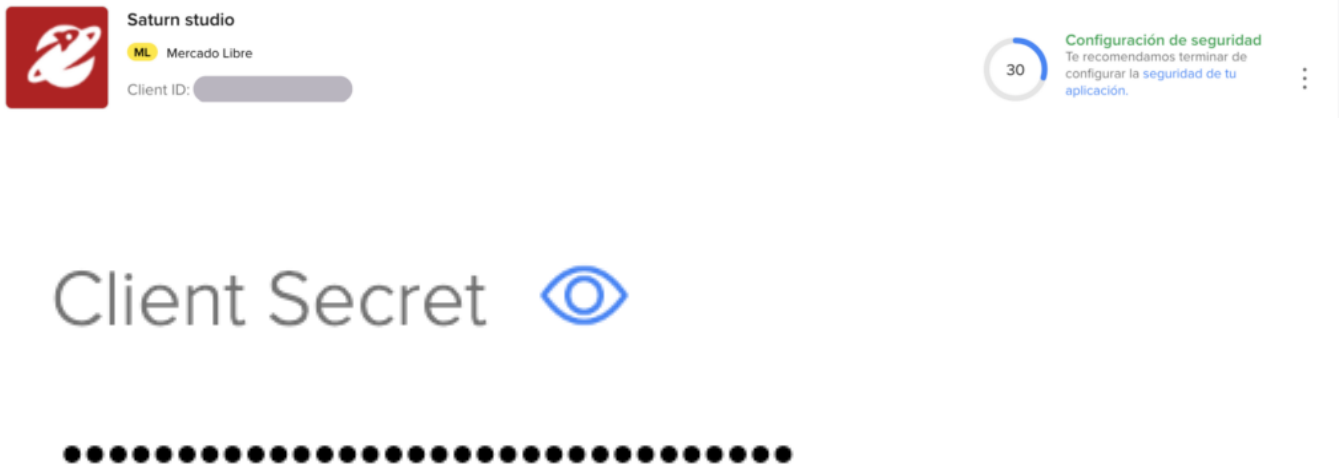 Saturn studio
ML Mercado Libre
Client ID:
30
Configuración de seguridad
Te recomendamos terminar de
configurar la seguridad de tu
aplicación.
Client Secret
••••••••••••••••••••••••••••••••